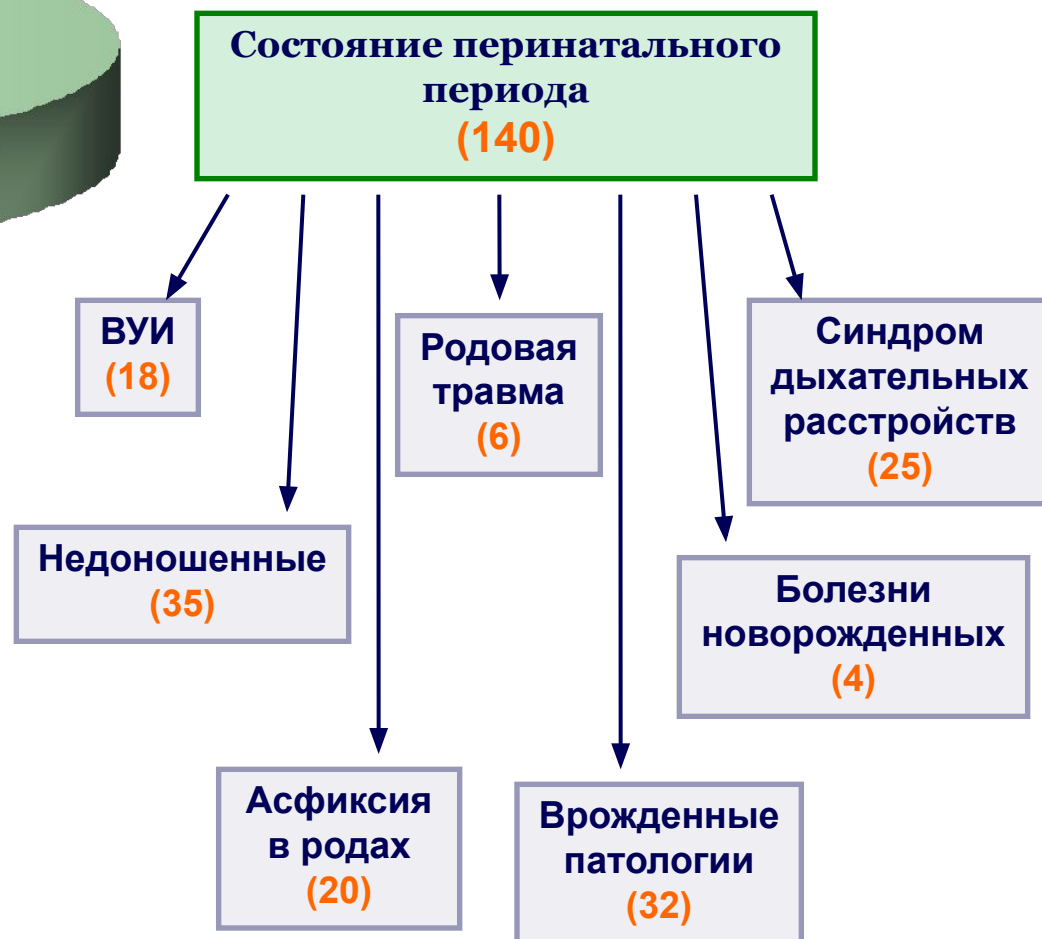 Состояние перинатального
периода
(140)
ВУИ
(18)
Родовая
травма
(6)
Синдром
дыхательных
расстройств
(25)
Недоношенные
(35)
Болезни
новорожденных
(4)
Асфиксия
в родах
(20)
Врожденные
патологии
(32)